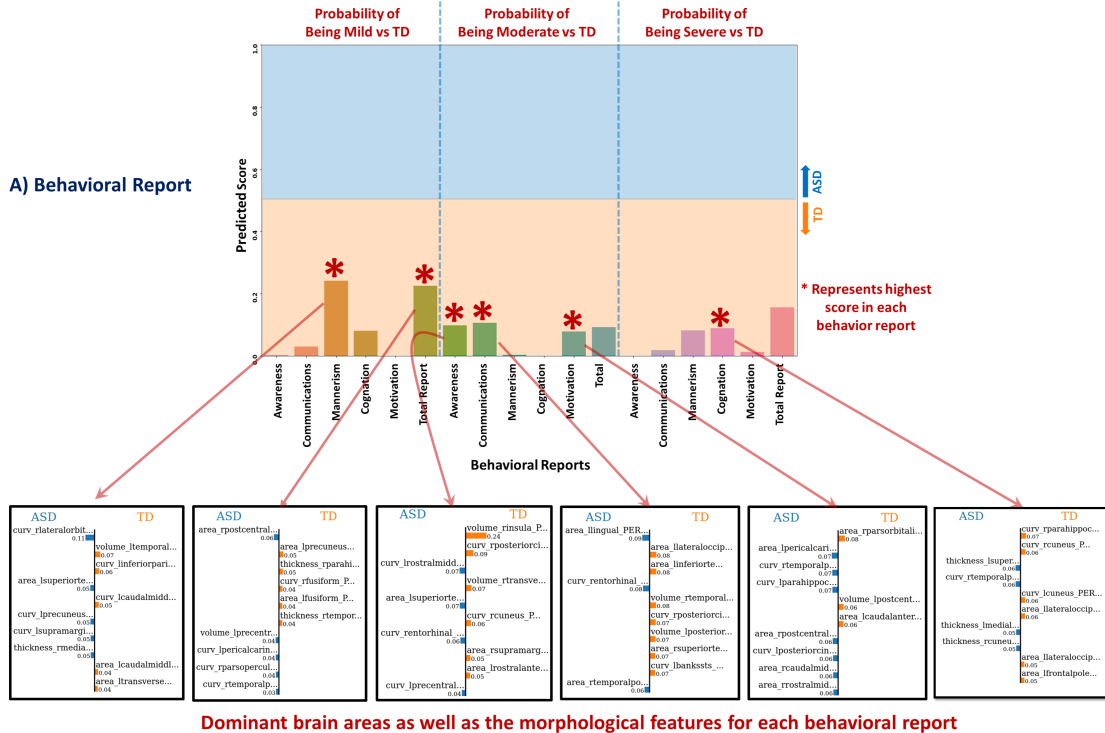 Probability of
Being Mild vs TD
Probability of
Being Moderate vs TD
Probability of
Being Severe vs TD
A) Behavioral Report
Predicted Score
1.0
0.8
0.6
0.4
0.2
0.0
ASD
TD
* Represents highest
score in each
behavior report
* * * * * *
Awareness
Communications
Mannerism
Cognation
Motivation
Total Report
Awareness
Communications
Mannerism
Cognation
Motivation
Total
Awareness
Communications
Mannerism
Cognation
Motivation
Total Report
Behavioral Reports
ASD TD
curv_rlateralorbit...
0.11
volume_ltemporal...
0.07
curv_linferiorpari...
0.06
area_lsuperiorte...
0.05
curv_lcaudalmidd...
0.05
curv_lprecuneus...
0.05
curv_lsupramargi...
0.05
thickness_rmedia...
0.05
area_lcaudalmiddl...
0.04
area_ltransverse...
0.04
ASD TD
area_rpostcentral...
0.06
area_lprecuneus...
0.05
thickness_rparahi...
0.05
curv_rfusiform_P...
0.04
area_lfusiform_P...
0.04
thickness_rtempor...
0.04
volume_lprecentr...
0.04
curv_lpericalcarin...
0.04
curv_rparsopercul...
0.04
curv_rtemporalp...
0.03
ASD TD
volume_rinsula_P...
0.24
curv_rposteriorci...
0.09
curv_lrostralmidd...
0.07
volume_rtransve...
0.07
area_lsuperiorte...
0.07
curv_rcuneus_P...
0.06
curv_rentorhinal_...
0.06
area_rsupramarg...
0.05
area_lrostralante...
0.05
curv_lprecentral...
0.04
ASD TD
area_llingual_PER...
0.09
area_llateraloccip...
0.08
area_linferiorte...
0.08
curv_rentorhinal_...
0.08
volume_rtemporal...
0.08
curv_rposteriorci...
0.07
volume_lposterior...
0.07
area_rsuperiorte...
0.07
curv_lbankssts_...
0.07
area_rtemporalpo...
0.06
ASD TD
area_rparsorbitali...
0.08
area_lpericalcari...
0.07
curv_rtemporalp...
0.07
curv_lparahippoc...
0.07
volume_lpostcent...
0.06
area_lcaudalanter...
0.06
area_rpostcentral...
0.06
curv_lposteriorcin...
0.06
area_rcaudalmid...
0.06
area_rrostralmid...
0.06
ASD TD
curv_rparahippoc...
0.07
curv_rcuneus_P...
0.06
thickness_lsuper...
0.06
curv_rtemporalp...
0.06
curv_lcuneus_PER...
0.06
area_llateraloccip...
0.06
thickness_lmedial...
0.05
thickness_rcuneu...
0.05
area_llateraloccip...
0.05
area_lfrontalpole...
0.05
Dominant brain areas as well as the morphological features for each behavioral report